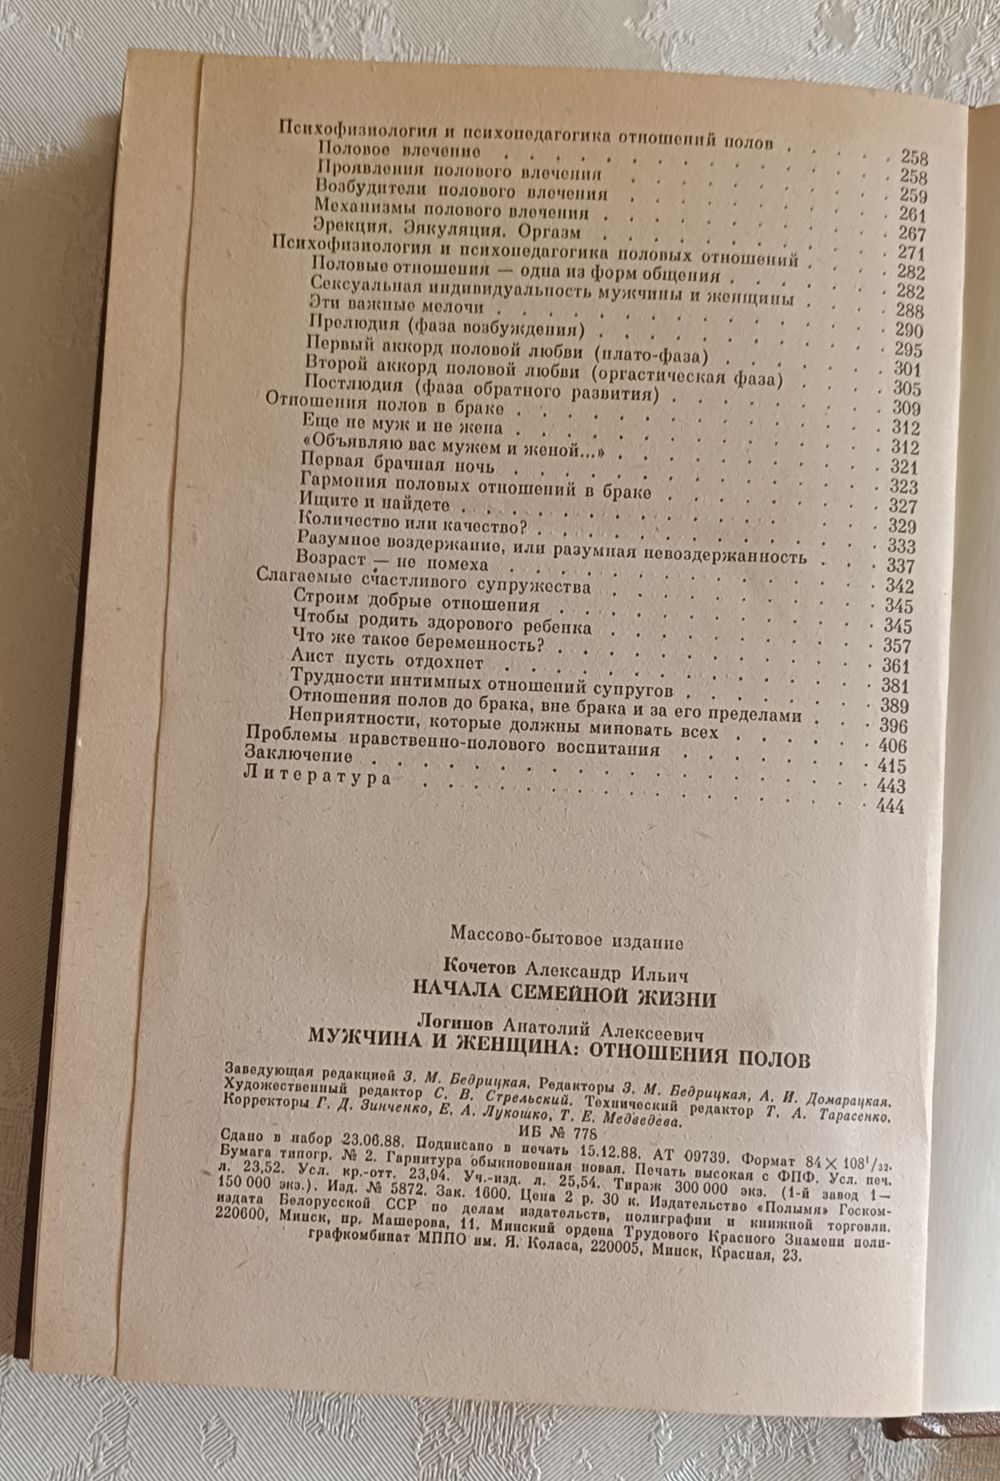 Психофизиология и психопедагогика отношений полов . . . . . 258
Половое влечение . . . . . 258
Проявления полового влечения . . . . . 259
Возбудители полового влечения . . . . . 261
Механизмы полового влечения . . . . . 267
Эрекция. Эякуляция. Оргазм . . . . . 271
Психофизиология и психопедагогика половых отношений . . . . . 282
Половые отношения — одна из форм общения . . . . . 282
Сексуальная индивидуальность мужчины и женщины . . . . . 288
Эти важные мелочи . . . . . 290
Прелюдия (фаза возбуждения) . . . . . 295
Первый аккорд половой любви (плато-фаза) . . . . . 301
Второй аккорд половой любви (оргастическая фаза) . . . . . 305
Постлюдия (фаза обратного развития) . . . . . 309
Отношения полов в браке . . . . . 312
Еще не муж и не жена . . . . . 312
«Объявляю вас мужем и женой...» . . . . . 321
Первая брачная ночь . . . . . 323
Гармония половых отношений в браке . . . . . 327
Ищите и найдете . . . . . 329
Количество или качество? . . . . . 333
Разумное воздержание, или разумная невоздержанность . . . . . 337
Возраст — не помеха . . . . . 342
Слагаемые счастливого супружества . . . . . 345
Строим добрые отношения . . . . . 345
Чтобы родить здорового ребенка . . . . . 357
Что же такое беременность? . . . . . 361
Аист пусть отдохнет . . . . . 381
Трудности интимных отношений супругов . . . . . 389
Отношения полов до брака, вне брака и за его пределами . . . . . 396
Неприятности, которые должны миновать всех . . . . . 406
Проблемы нравственно-полового воспитания . . . . . 415
Заключение . . . . . 443
Литература . . . . . 444
Массово-бытовое издание
Кочетов Александр Ильич
НАЧАЛА СЕМЕЙНОЙ ЖИЗНИ
Логинов Анатолий Алексеевич
МУЖЧИНА И ЖЕНЩИНА: ОТНОШЕНИЯ ПОЛОВ
Заведующая редакцией З. М. Бедрицкая. Редакторы З. М. Бедрицкая, А. И. Домарацкая.
Художественный редактор С. В. Стрельский. Технический редактор Т. А. Тарасенко.
Корректоры Г. Д. Зинченко, Е. А. Лукошко, Т. Е. Медведева.
ИБ № 778
Сдано в набор 23.06.88. Подписано в печать 15.12.88. АТ 09739. Формат 84×108¹/₃₂.
Бумага типогр. № 2. Гарнитура обыкновенная новая. Печать высокая с ФПФ. Усл. печ.
л. 23,52. Усл. кр.-отт. 23,94. Уч.-изд. л. 25,54. Тираж 300 000 экз. (1-й завод 1—
150 000 экз.). Изд. № 5872. Зак. 1600. Цена 2 р. 30 к. Издательство «Полымя» Госком-
издата Белорусской ССР по делам издательств, полиграфии и книжной торговли.
220600, Минск, пр. Машерова, 11. Минский ордена Трудового Красного Знамени поли-
графкомбинат МППО им. Я. Коласа, 220005, Минск, Красная, 23.